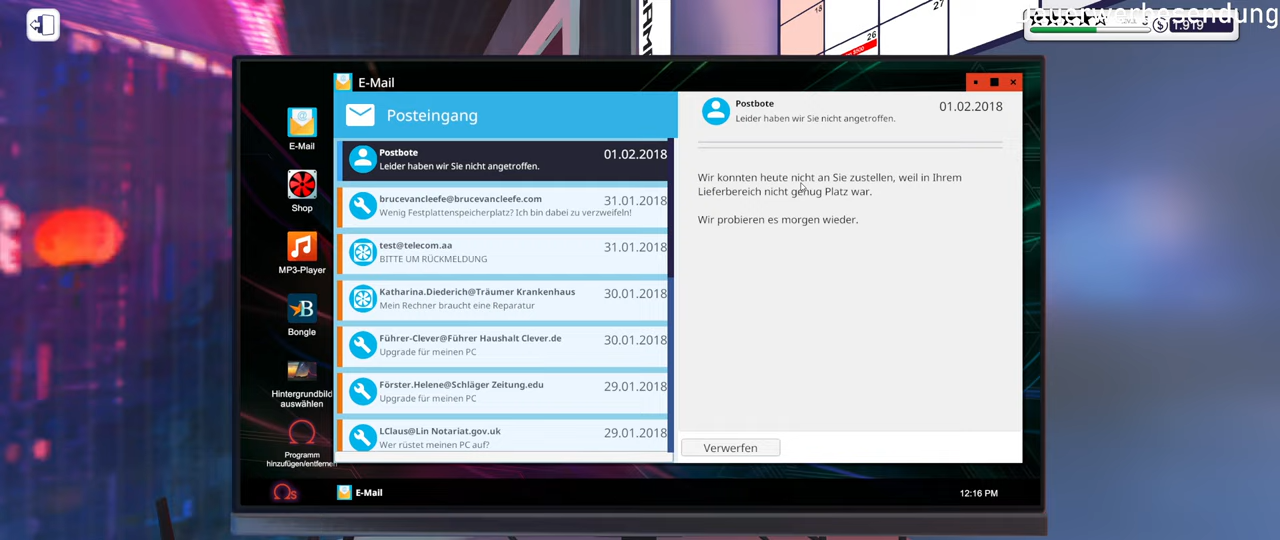 E-Mail
Posteingang
Postbote
01.02.2018
Leider haben wir Sie nicht angetroffen.
brucevancleefe@brucevancleefe.com
31.01.2018
Wenig Festplattenspeicherplatz? Ich bin dabei zu verzweifeln!
test@telecom.aa
31.01.2018
BITTE UM RÜCKMELDUNG
Katharina.Diederich@Träumer Krankenhaus
30.01.2018
Mein Rechner braucht eine Reparatur
Führer-Clever@Führer Haushalt Clever.de
30.01.2018
Upgrade für meinen PC
Förster.Helene@Schläger Zeitung.edu
29.01.2018
Upgrade für meinen PC
LClaus@Lin Notariat.gov.uk
29.01.2018
Wer rüstet meinen PC auf?
Postbote
01.02.2018
Leider haben wir Sie nicht angetroffen.
Wir konnten heute nicht an Sie zustellen, weil in Ihrem
Lieferbereich nicht genug Platz war.
Wir probieren es morgen wieder.
Verwerfen
E-Mail
Shop
MP3-Player
Bongle
Hintergrundbild
auswählen
Programm
hinzufügen/entfernen
E-Mail
12:16 PM
27
26
1.919